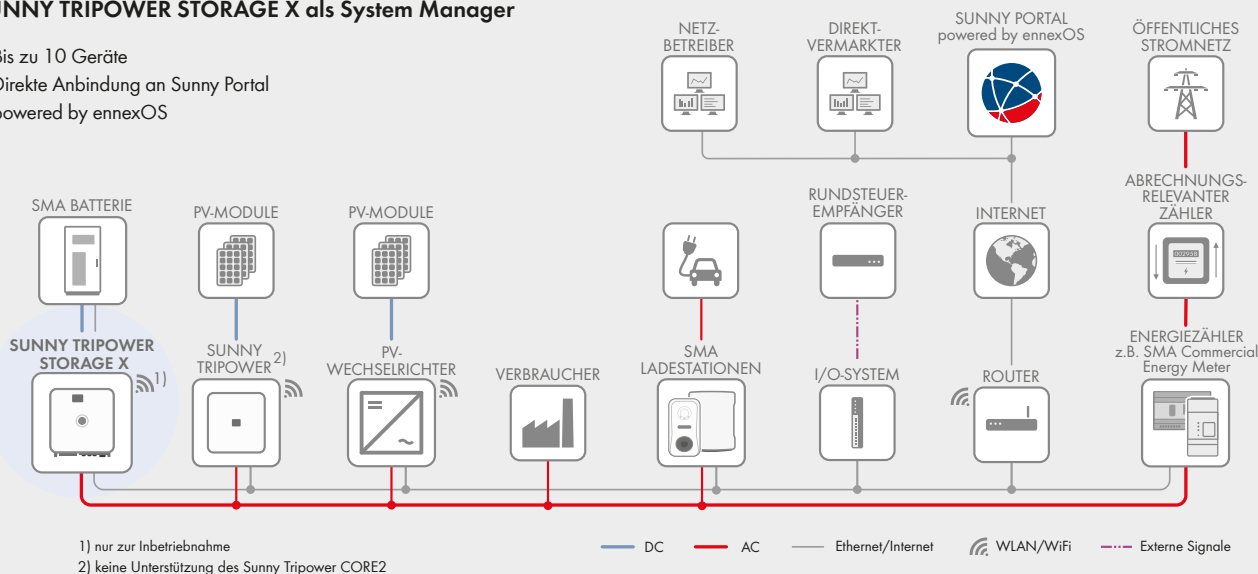 UNNY TRIPOWER STORAGE X als System Manager
Bis zu 10 Geräte
Direkte Anbindung an Sunny Portal
powered by ennexOS
NETZ-
BETREIBER
DIREKT-
VERMARKTER
SUNNY PORTAL
powered by ennexOS
ÖFFENTLICHES
STROMNETZ
SMA BATTERIE
PV-MODULE
PV-MODULE
RUNDSTEUER-
EMPFÄNGER
INTERNET
ABRECHNUNGS-
RELEVANTER
ZÄHLER
002938
SUNNY TRIPOWER
STORAGE X
1)
SUNNY
TRIPOWER 2)
PV-
WECHSELRICHTER
VERBRAUCHER
SMA
LADESTATIONEN
I/O-SYSTEM
ROUTER
ENERGIEZÄHLER
z.B. SMA Commercial
Energy Meter
1) nur zur Inbetriebnahme
2) keine Unterstützung des Sunny Tripower CORE2
DC
AC
Ethernet/Internet
WLAN/WiFi
Externe Signale